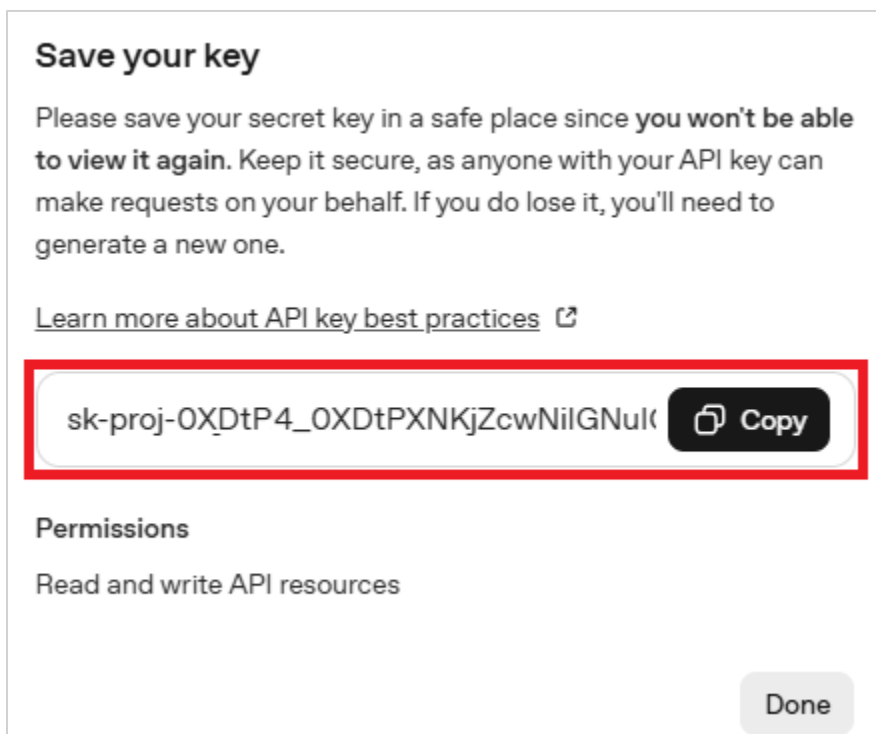 Save your key
Please save your secret key in a safe place since you won't be able
to view it again. Keep it secure, as anyone with your API key can
make requests on your behalf. If you do lose it, you'll need to
generate a new one.
Learn more about API key best practices
Copy
Permissions
Read and write API resources
Done